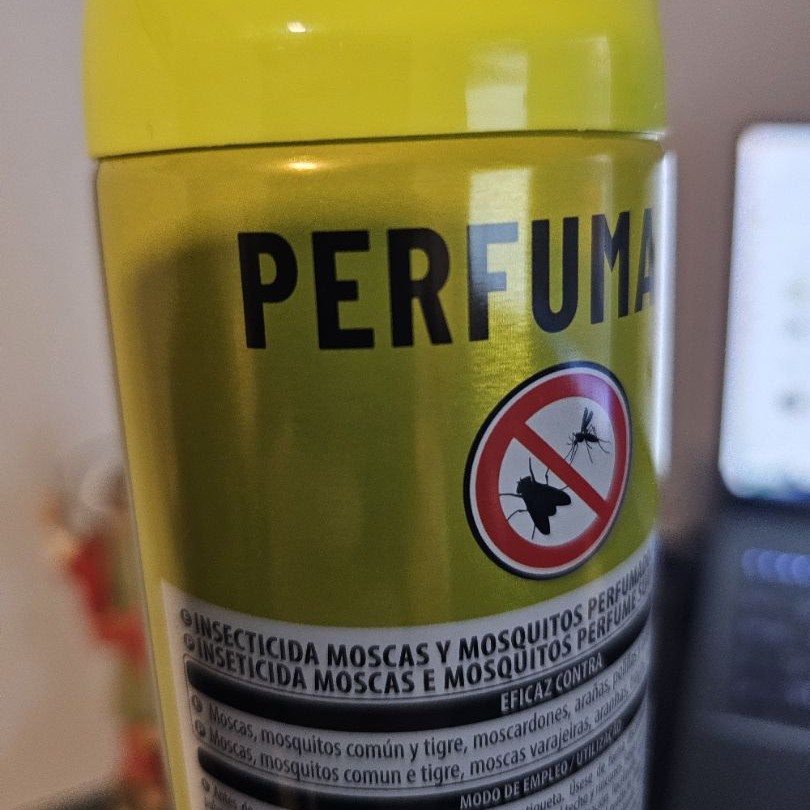 PERFUMA
INSECTICIDA MOSCAS Y MOSQUITOS PERFUMADO
INSETICIDA MOSCAS E MOSQUITOS PERFUME
EFICAZ CONTRA
Moscas, mosquitos común y tigre, moscardones, arañas,
Moscas, mosquitos comun e tigre, moscas varajeiras, aranhas,
MODO DE EMPLEO / UTILIZAÇÃO